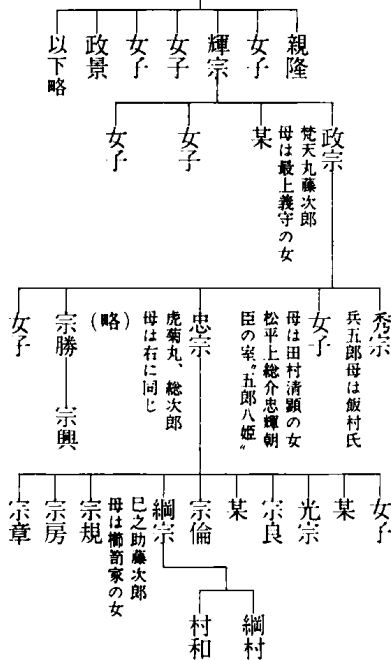 親隆
女子
輝宗
女子
女子
政景
以下略
政宗
梵天丸藤次郎
母は最上義守の女
某
女子
女子
秀宗
兵五郎母は飯村氏
女子
母は田村清顕の女
松平上総介忠輝朝
臣の室、“五郎八姫”
忠宗
虎菊丸、総次郎
母は右に同じ
(略)
宗勝
宗興
女子
女子
某
光宗
宗良
某
宗倫
綱宗
巳之助藤次郎
母は櫛笥家の女
宗規
宗房
宗章
綱村
村和